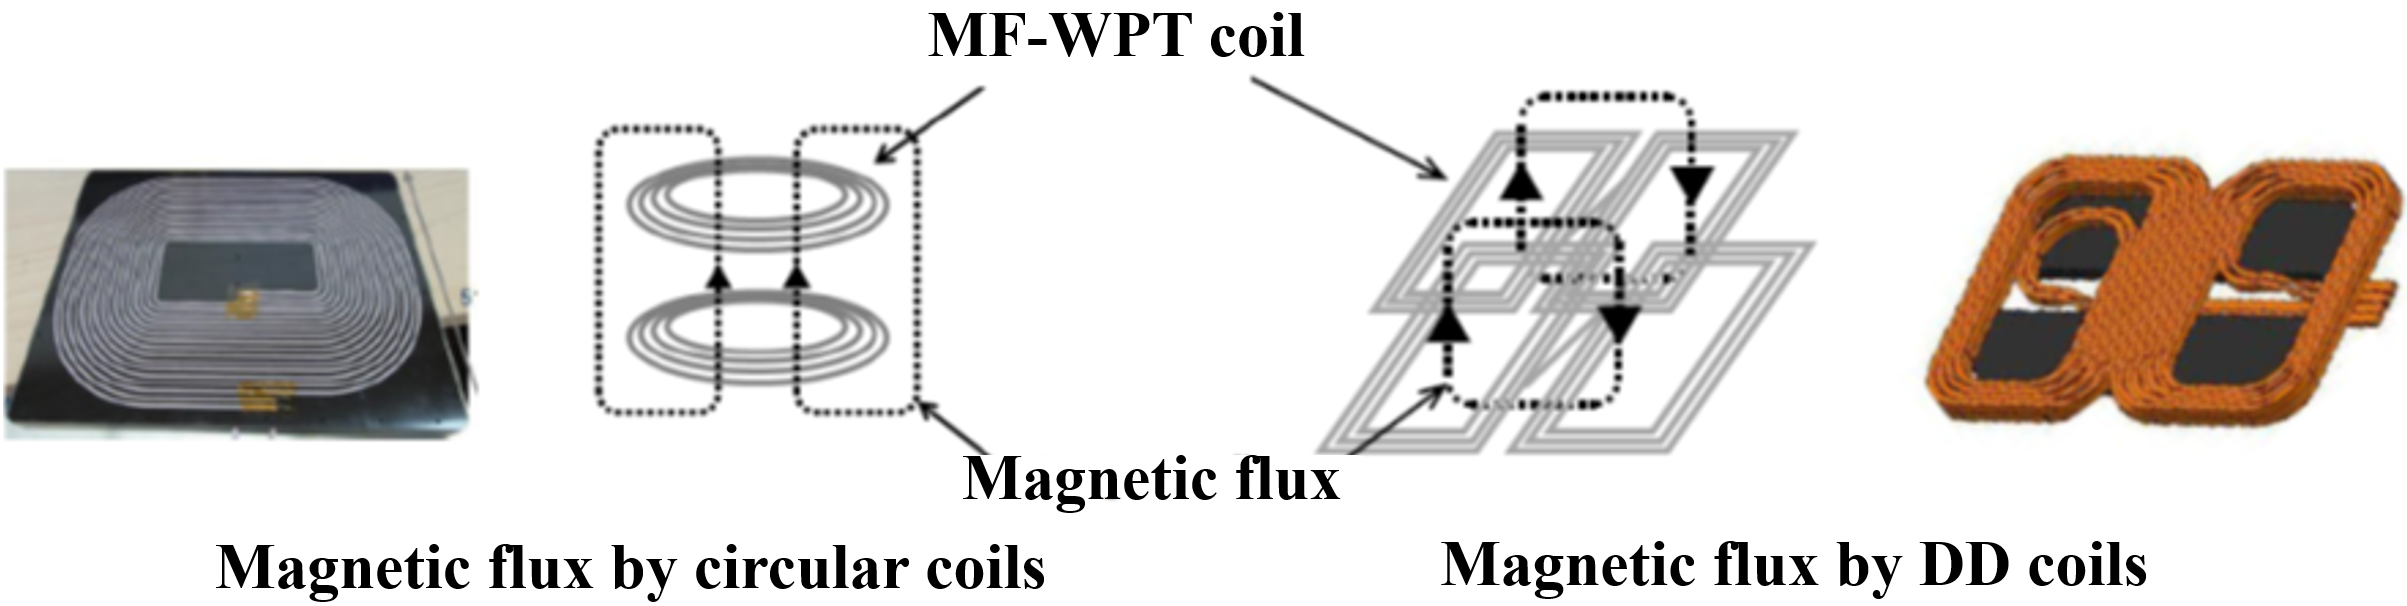 MF-WPT coil
Magnetic flux
Magnetic flux by circular coils
Magnetic flux by DD coils